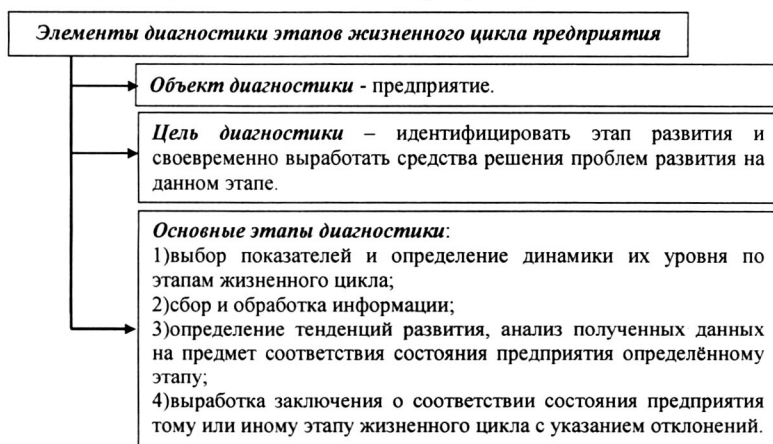 Элементы диагностики этапов жизненного цикла предприятия
Объект диагностики - предприятие.
Цель диагностики – идентифицировать этап развития и
своевременно выработать средства решения проблем развития на
данном этапе.
Основные этапы диагностики:
1)выбор показателей и определение динамики их уровня по
этапам жизненного цикла;
2)сбор и обработка информации;
3)определение тенденций развития, анализ полученных данных
на предмет соответствия состояния предприятия определённому
этапу;
4)выработка заключения о соответствии состояния предприятия
тому или иному этапу жизненного цикла с указанием отклонений.